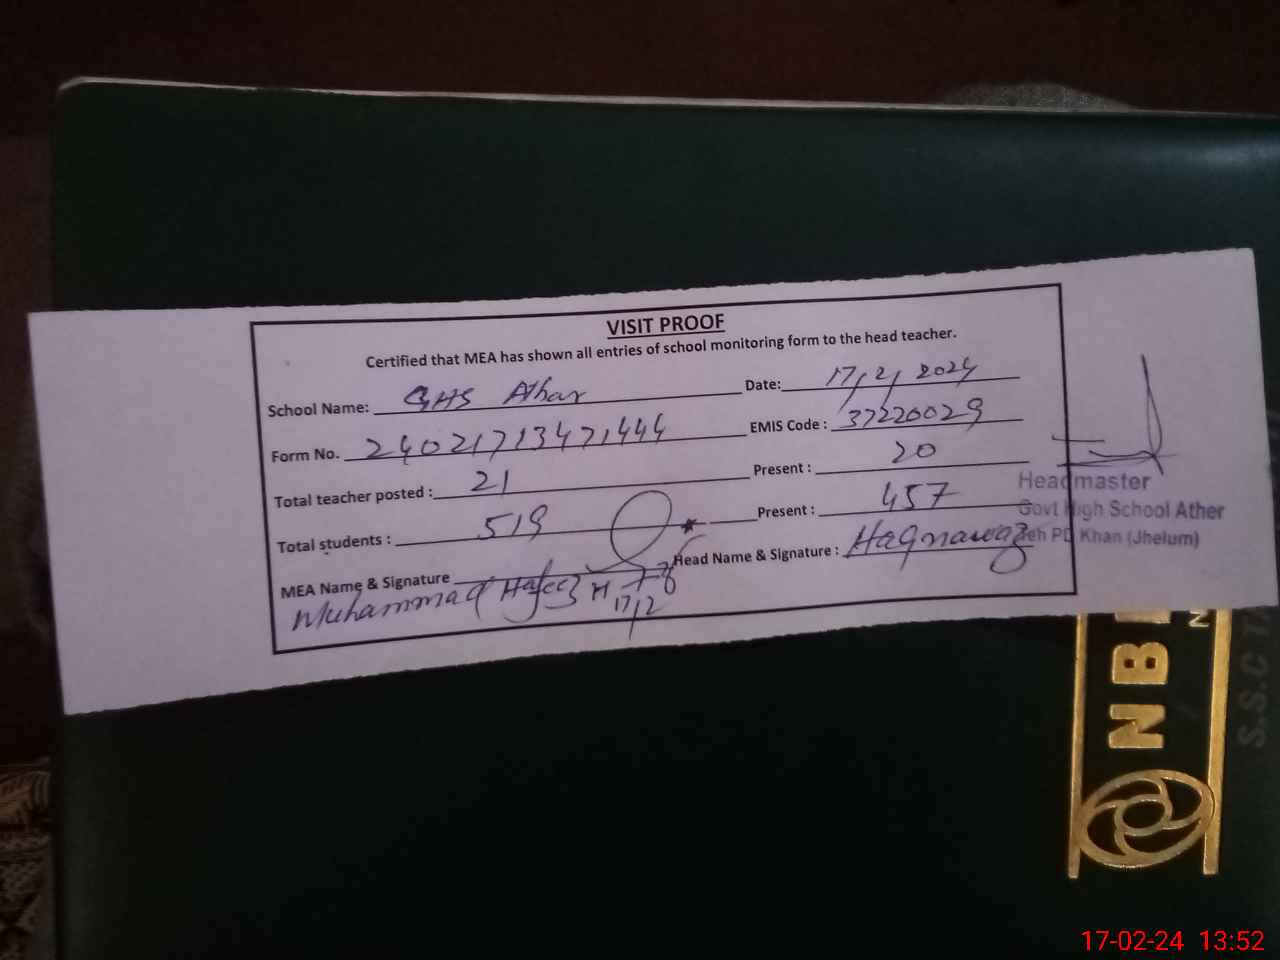 VISIT PROOF
Certified that MEA has shown all entries of school monitoring form to the head teacher.
School Name: GHS Athar Date: 17/2/2024
Form No. 24021713471444 EMIS Code : 37220029
Total teacher posted : 21 Present : 20
Total students : 519 Present : 457
MEA Name & Signature Head Name & Signature : Haqnawaz
Muhammad Hafeez
17/2
Headmaster
Govt High School Ather
Teh PD Khan (Jhelum)
NB
S.S.C
17-02-24 13:52